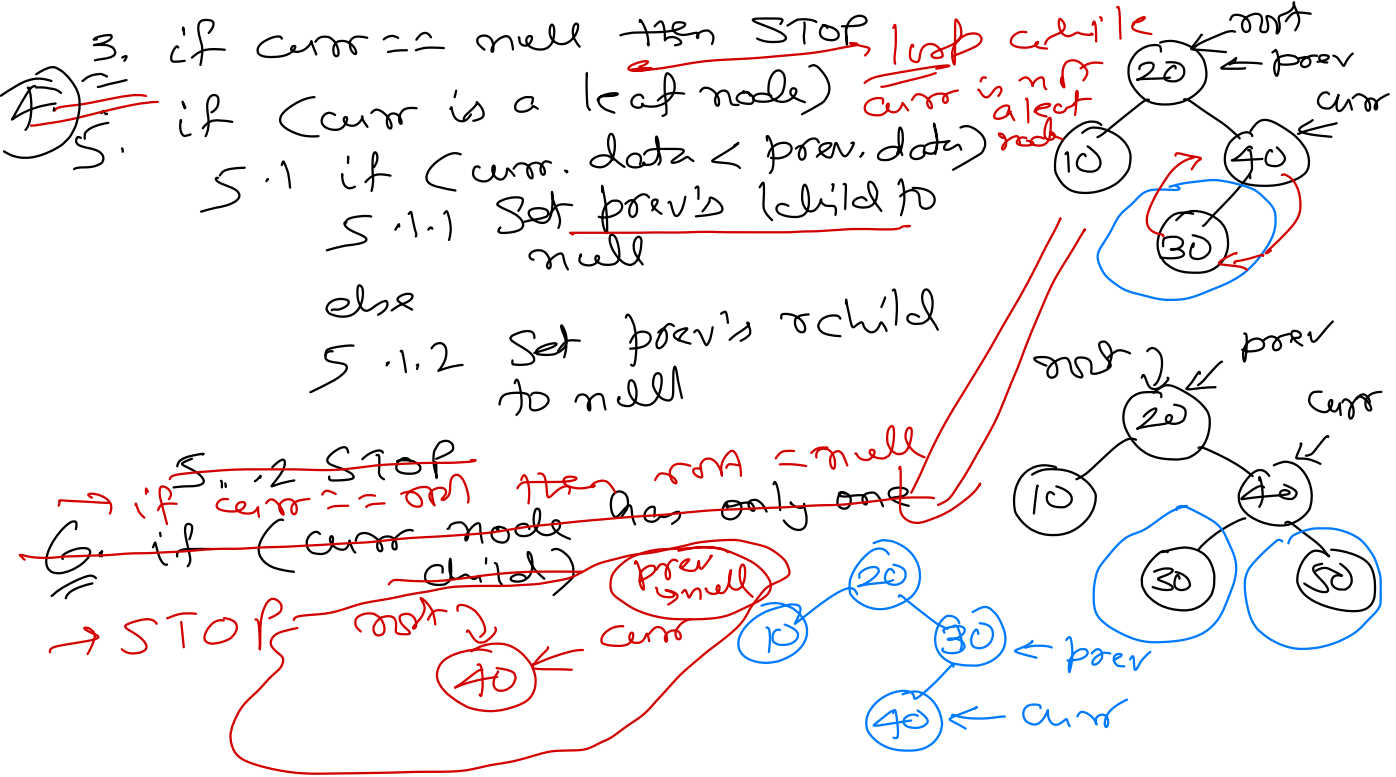 3. if curr == null then STOP
loop while
curr is not
a leaf
node
4.
5. if (curr is a leaf node)
5.1 if (curr.data < prev.data)
5.1.1 Set prev's lchild to
null
else
5.1.2 Set prev's rchild
to null
5.2 STOP
→ if curr == root then root = null
6. if (curr node has only one
child)
→ STOP
prev
→null
root
curr
40
root
20 ← prev
curr
10
40
30
root
prev
20
curr
10
40
30
50
20
10
30 ← prev
40 ← curr